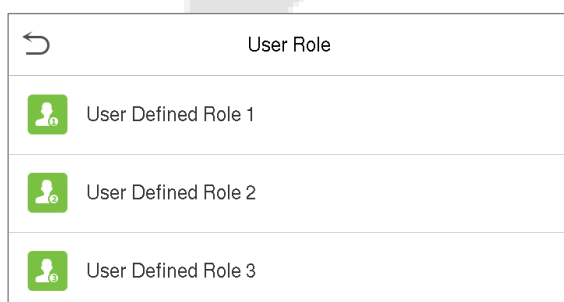 User Role
User Defined Role 1
User Defined Role 2
User Defined Role 3